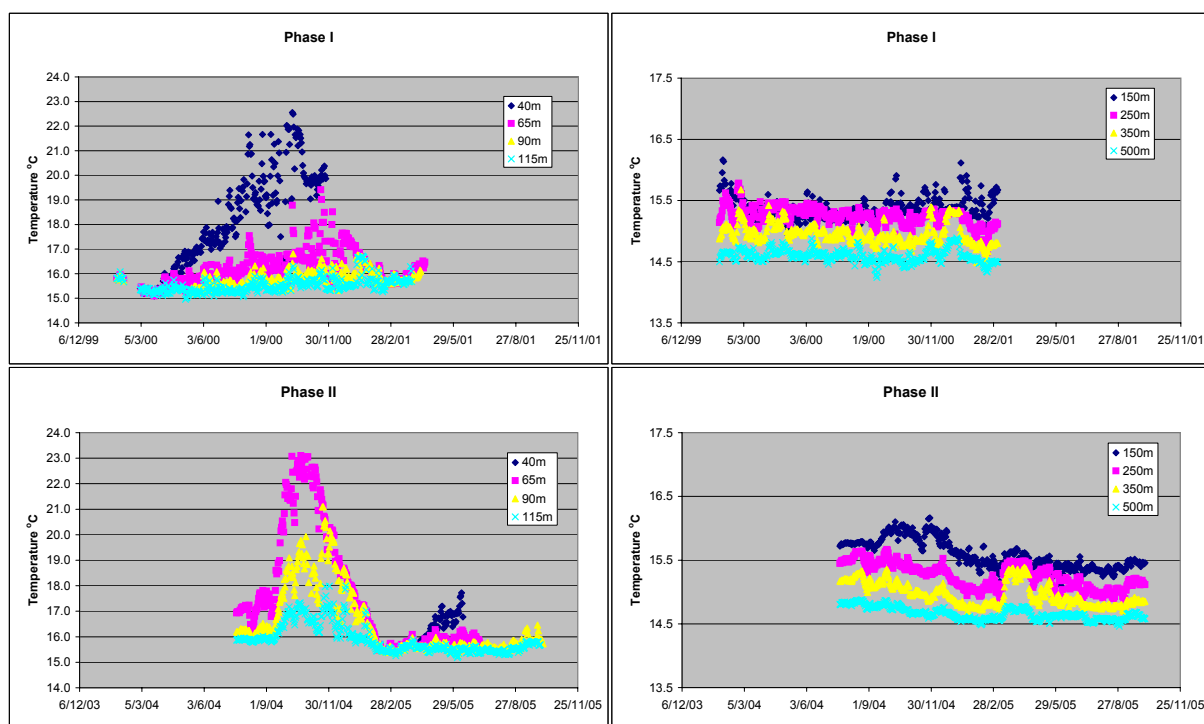 Phase I
24.0
23.0
22.0
21.0
20.0
19.0
18.0
17.0
16.0
15.0
14.0
Temperature °C
6/12/99 5/3/00 3/6/00 1/9/00 30/11/00 28/2/01 29/5/01 27/8/01 25/11/01
40m
65m
90m
115m
Phase I
17.5
16.5
15.5
14.5
13.5
Temperature °C
6/12/99 5/3/00 3/6/00 1/9/00 30/11/00 28/2/01 29/5/01 27/8/01 25/11/01
150m
250m
350m
500m
Phase II
24.0
23.0
22.0
21.0
20.0
19.0
18.0
17.0
16.0
15.0
14.0
Temperature °C
6/12/03 5/3/04 3/6/04 1/9/04 30/11/04 28/2/05 29/5/05 27/8/05 25/11/05
40m
65m
90m
115m
Phase II
17.5
16.5
15.5
14.5
13.5
Temperature °C
6/12/03 5/3/04 3/6/04 1/9/04 30/11/04 28/2/05 29/5/05 27/8/05 25/11/05
150m
250m
350m
500m